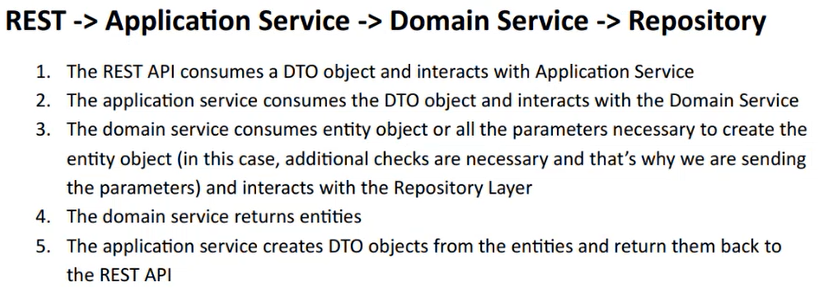 REST -> Application Service -> Domain Service -> Repository
1. The REST API consumes a DTO object and interacts with Application Service
2. The application service consumes the DTO object and interacts with the Domain Service
3. The domain service consumes entity object or all the parameters necessary to create the
entity object (in this case, additional checks are necessary and that's why we are sending
the parameters) and interacts with the Repository Layer
4. The domain service returns entities
5. The application service creates DTO objects from the entities and return them back to
the REST API